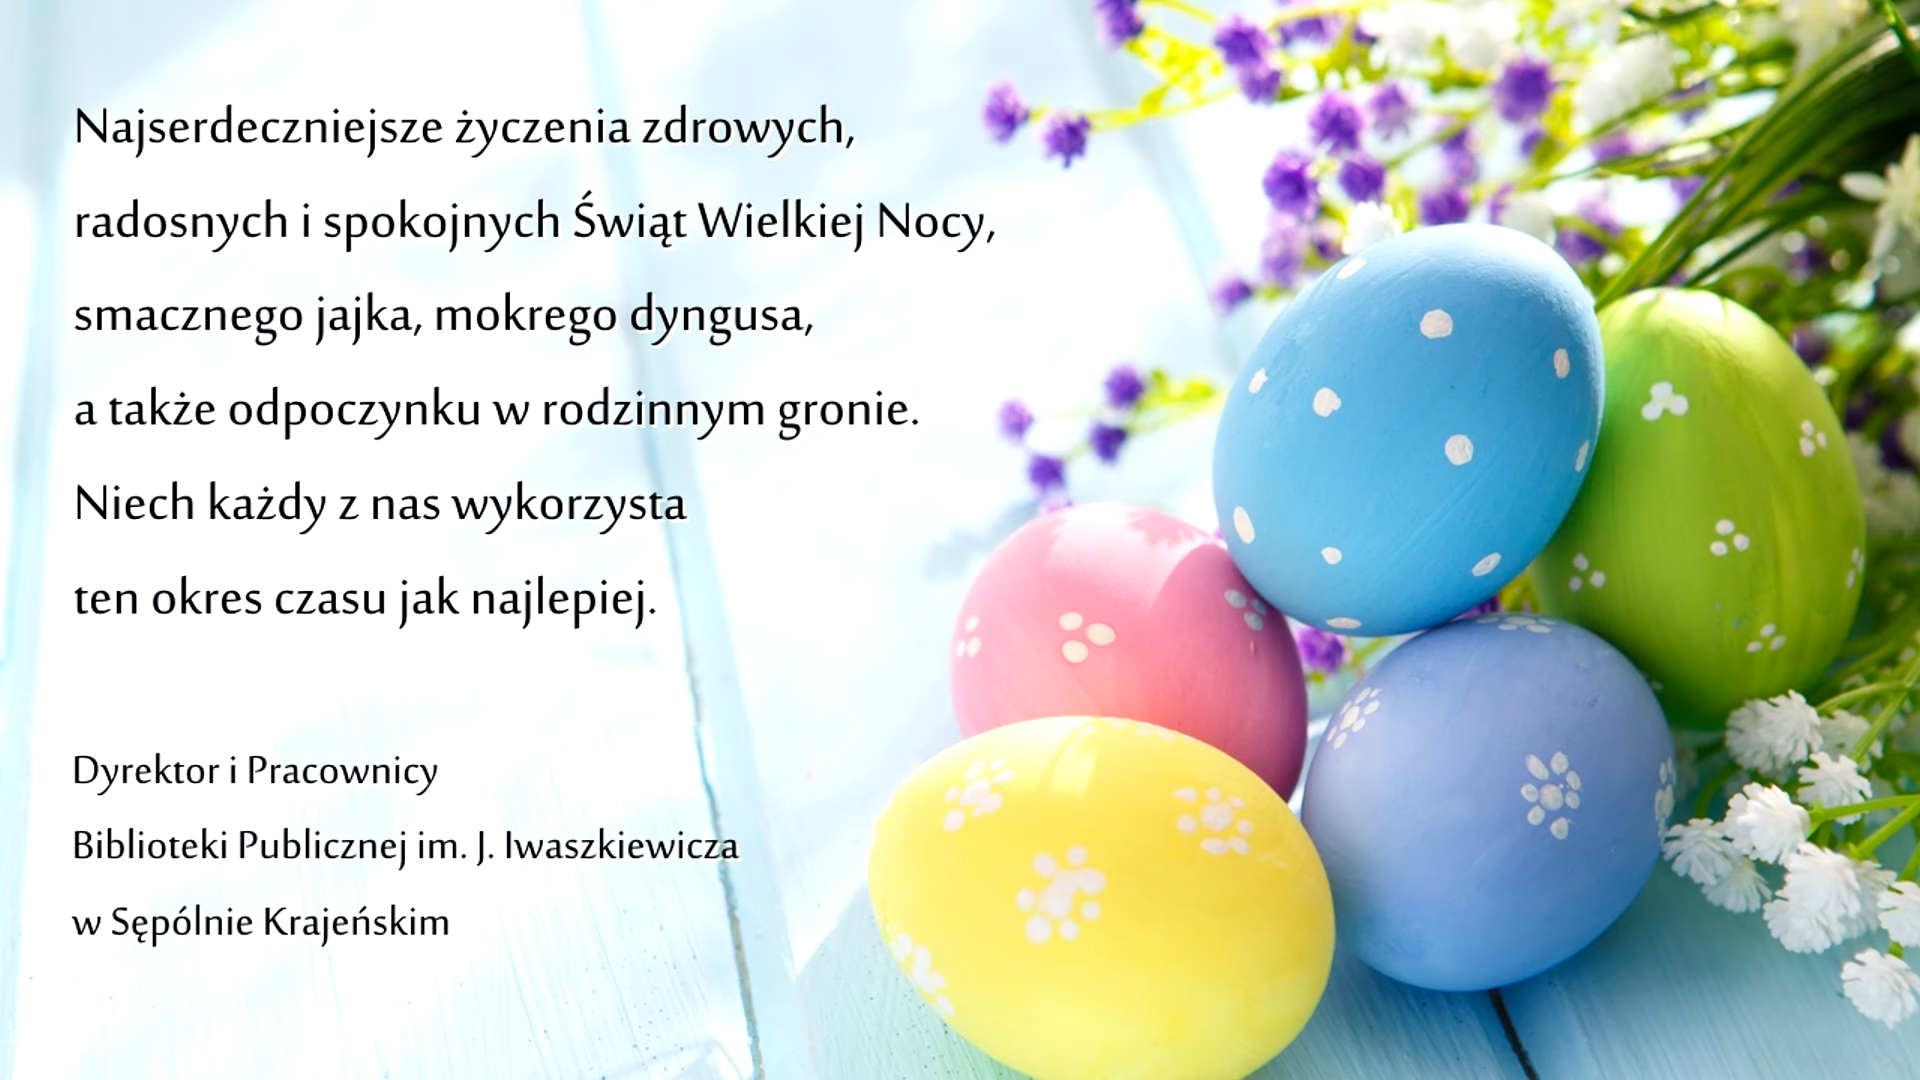 Najserdeczniejsze życzenia zdrowych,
radosnych i spokojnych Świąt Wielkiej Nocy,
smacznego jajka, mokrego dyngusa,
a także odpoczynku w rodzinnym gronie.
Niech każdy z nas wykorzysta
ten okres czasu jak najlepiej.
Dyrektor i Pracownicy
Biblioteki Publicznej im. J. Iwaszkiewicza
w Sępólnie Krajeńskim